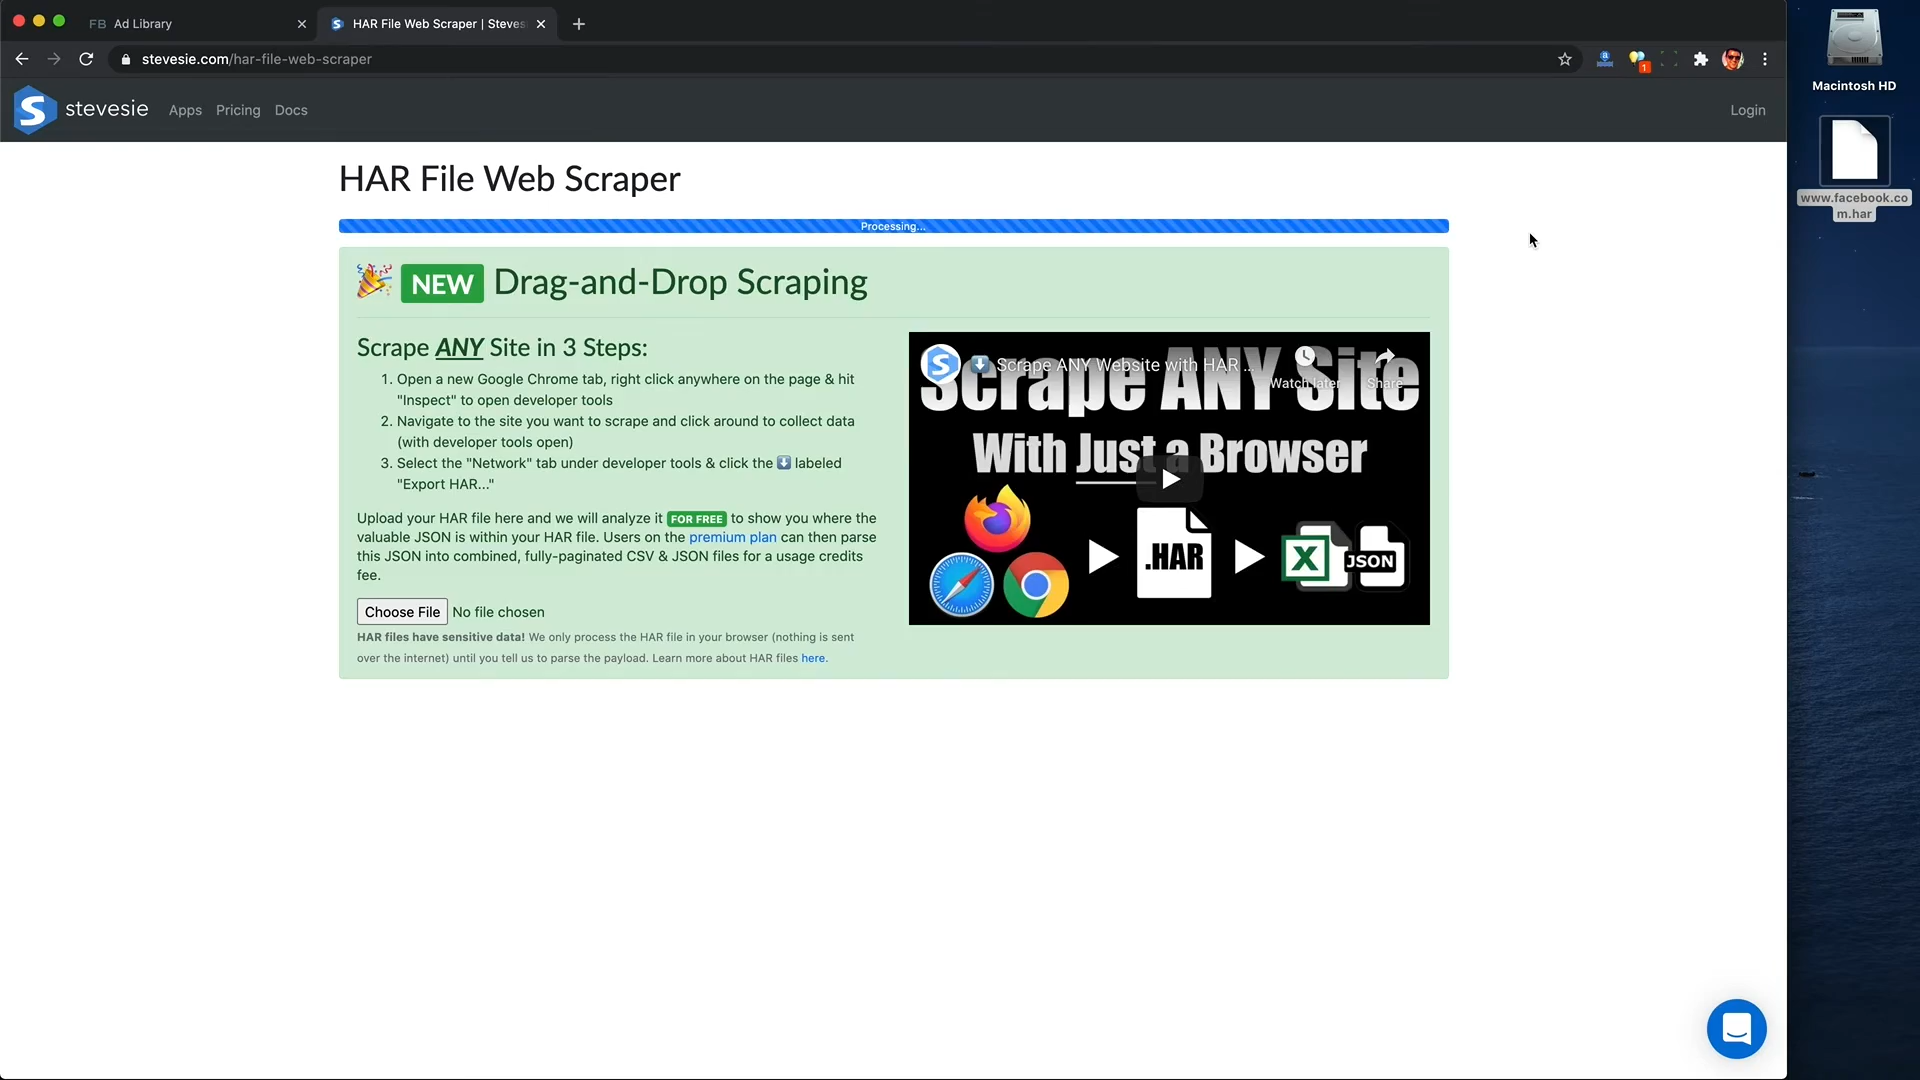 FB Ad Library
HAR File Web Scraper | Steves
stevesie.com/har-file-web-scraper
1
stevesie Apps Pricing Docs Login
Macintosh HD
www.facebook.co
m.har
HAR File Web Scraper
Processing...
NEW Drag-and-Drop Scraping
Scrape ANY Site in 3 Steps:
1. Open a new Google Chrome tab, right click anywhere on the page & hit
"Inspect" to open developer tools
2. Navigate to the site you want to scrape and click around to collect data
(with developer tools open)
3. Select the "Network" tab under developer tools & click the ⬇️ labeled
"Export HAR..."
Upload your HAR file here and we will analyze it FOR FREE to show you where the
valuable JSON is within your HAR file. Users on the premium plan can then parse
this JSON into combined, fully-paginated CSV & JSON files for a usage credits
fee.
Choose File No file chosen
HAR files have sensitive data! We only process the HAR file in your browser (nothing is sent
over the internet) until you tell us to parse the payload. Learn more about HAR files here.
⬇️ Scrape ANY Website with HAR ...
Watch later Share
Scrape ANY Site
With Just a Browser
.HAR
X
JSON